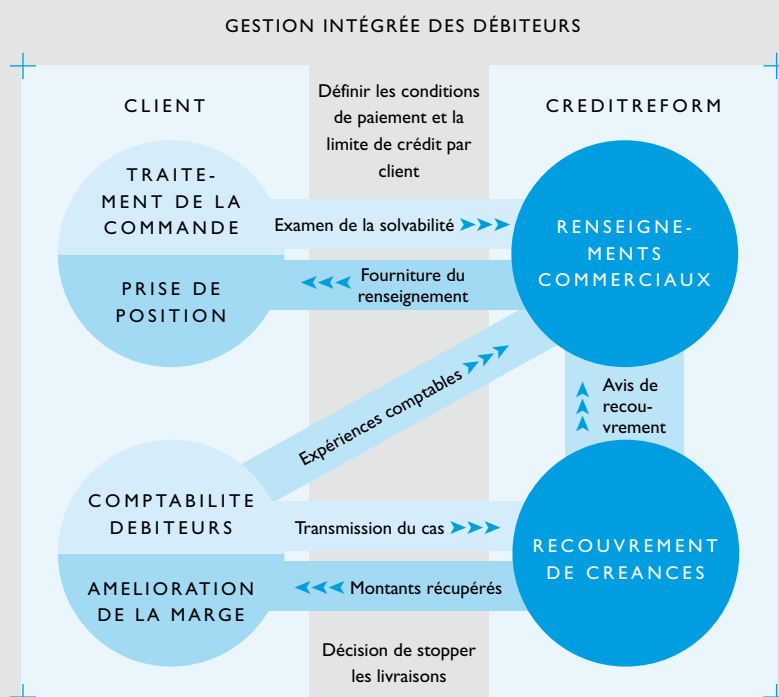 GESTION INTÉGRÉE DES DÉBITEURS
CLIENT
Définir les conditions
de paiement et la
limite de crédit par
client
CREDITREFORM
TRAITE-
MENT DE LA
COMMANDE
Examen de la solvabilité
RENSEIGNE-
MENTS
COMMERCIAUX
PRISE DE
POSITION
Fourniture du
renseignement
Expériences comptables
Avis de
recou-
vrement
COMPTABILITE
DEBITEURS
Transmission du cas
RECOUVREMENT
DE CREANCES
AMELIORATION
DE LA MARGE
Montants récupérés
Décision de stopper
les livraisons